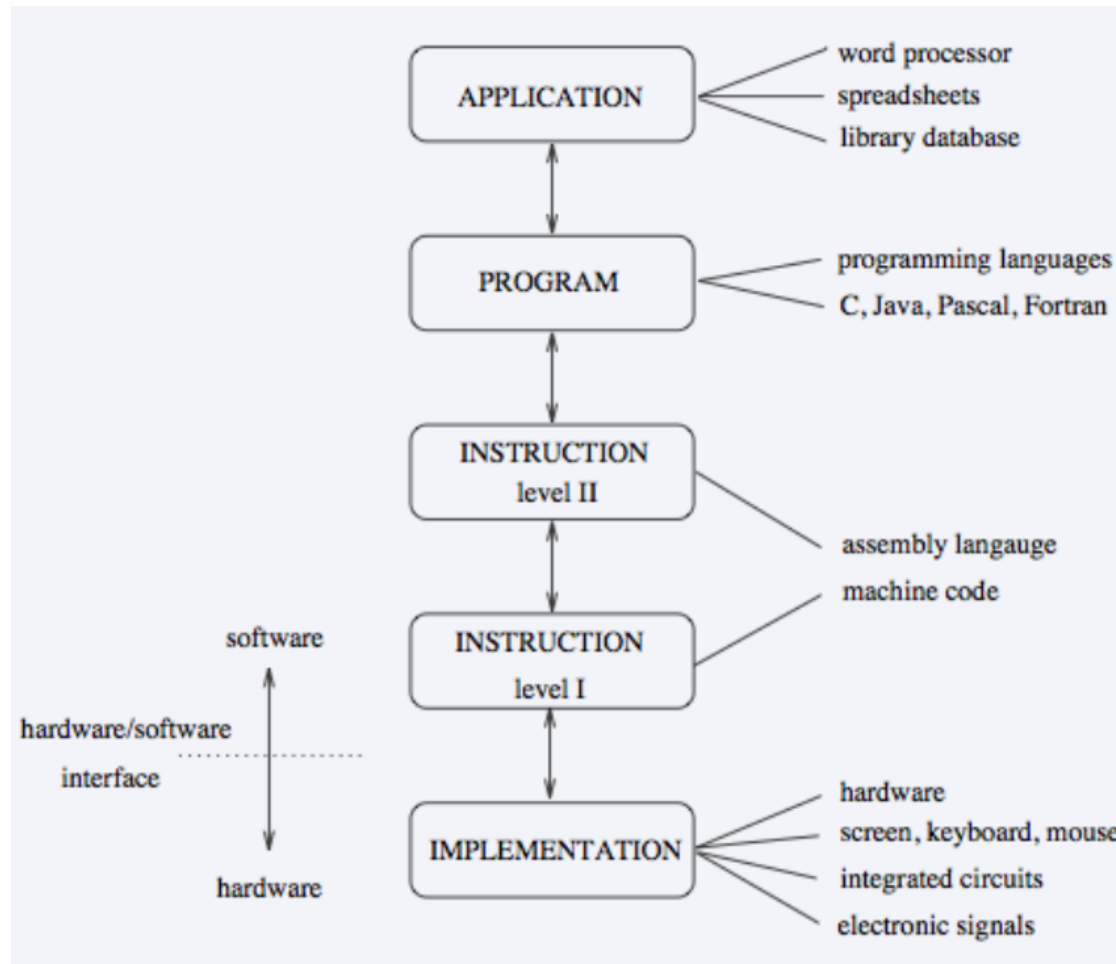 APPLICATION
word processor
spreadsheets
library database
PROGRAM
programming languages
C, Java, Pascal, Fortran
INSTRUCTION
level II
assembly langauge
machine code
INSTRUCTION
level I
software
hardware/software
interface
hardware
IMPLEMENTATION
hardware
screen, keyboard, mouse
integrated circuits
electronic signals